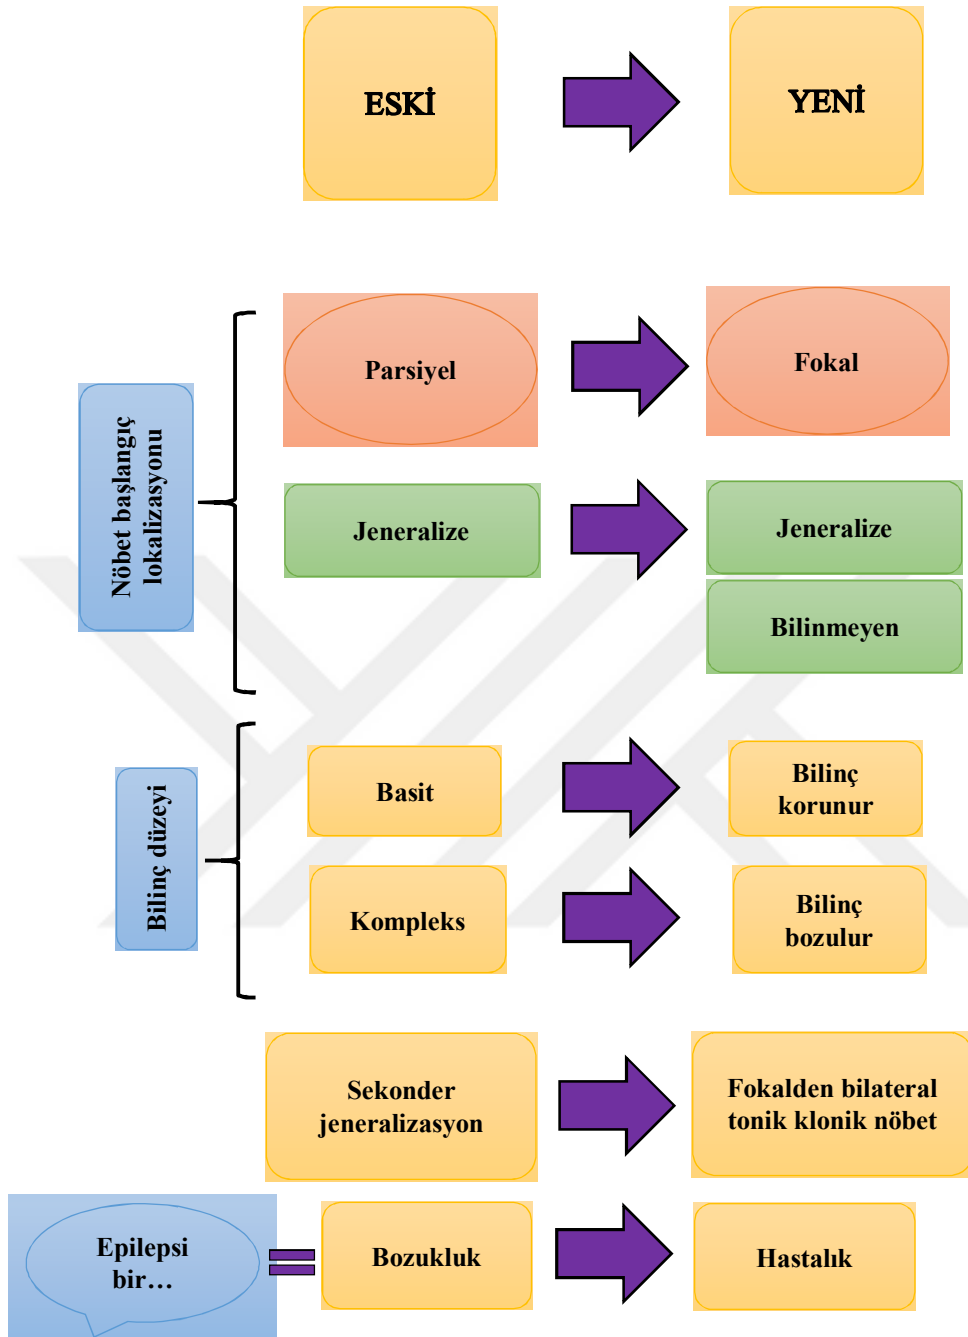 ESKİ
YENİ
Nöbet başlangıç
lokalizasyonu
Parsiyel
Fokal
Jeneralize
Jeneralize
Bilinmeyen
Bilinç düzeyi
Basit
Bilinç
korunur
Kompleks
Bilinç
bozulur
Sekonder
jeneralizasyon
Fokalden bilateral
tonik klonik nöbet
Epilepsi
bir…
Bozukluk
Hastalık